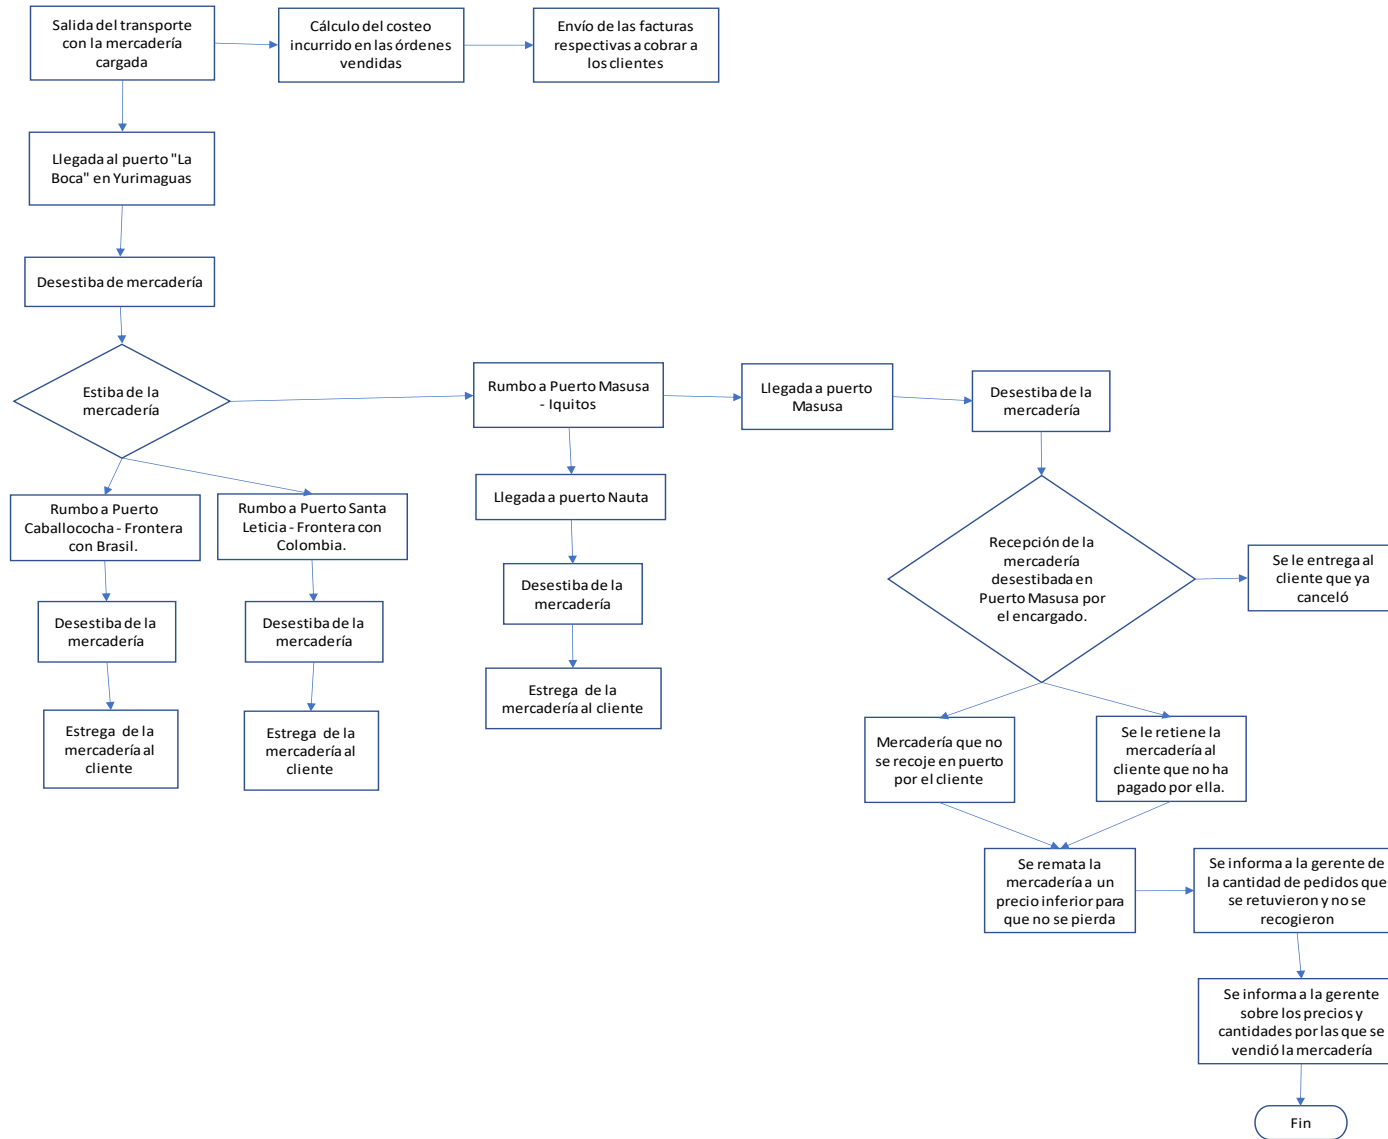 Salida del transporte
con la mercadería
cargada
Cálculo del costeo
incurrido en las órdenes
vendidas
Envío de las facturas
respectivas a cobrar a
los clientes
Llegada al puerto "La
Boca" en Yurimaguas
Desestiba de mercadería
Estiba de la
mercadería
Rumbo a Puerto Masusa
- Iquitos
Llegada a puerto
Masusa
Desestiba de la
mercadería
Rumbo a Puerto
Caballococha - Frontera
con Brasil.
Rumbo a Puerto Santa
Leticia - Frontera con
Colombia.
Llegada a puerto Nauta
Recepción de la
mercadería
desestibada en
Puerto Masusa por
el encargado.
Se le entrega al
cliente que ya
canceló
Desestiba de la
mercadería
Desestiba de la
mercadería
Desestiba de la
mercadería
Estrega de la
mercadería al
cliente
Estrega de la
mercadería al
cliente
Estrega de la
mercadería al cliente
Mercadería que no
se recoje en puerto
por el cliente
Se le retiene la
mercadería al
cliente que no ha
pagado por ella.
Se remata la
mercadería a un
precio inferior para
que no se pierda
Se informa a la gerente de
la cantidad de pedidos que
se retuvieron y no se
recogieron
Se informa a la gerente
sobre los precios y
cantidades por las que se
vendió la mercadería
Fin